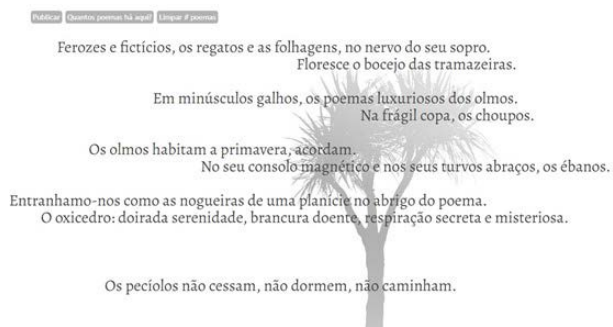 Publicar Quantos poemas há aqui? Limpar # poemas
Ferozes e fictícios, os regatos e as folhagens, no nervo do seu sopro.
Floresce o bocejo das tramazeiras.
Em minúsculos galhos, os poemas luxuriosos dos olmos.
Na frágil copa, os choupos.
Os olmos habitam a primavera, acordam.
No seu consolo magnético e nos seus turvos abraços, os ébanos.
Entranhamo-nos como as nogueiras de uma planície no abrigo do poema.
O oxicedro: doirada serenidade, brancura doente, respiração secreta e misteriosa.
Os pecíolos não cessam, não dormem, não caminham.